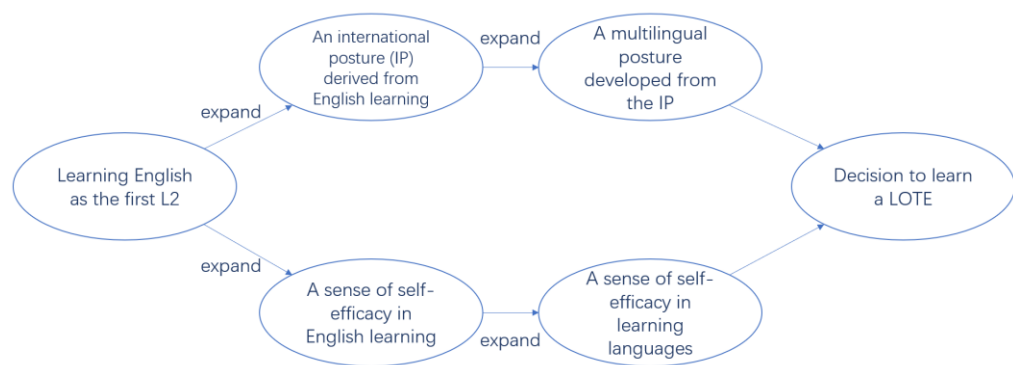 An international
posture (IP)
derived from
English learning
expand
A multilingual
posture
developed from
the IP
expand
Learning English
as the first L2
Decision to learn
a LOTE
expand
A sense of self-
efficacy in
English learning
expand
A sense of self-
efficacy in
learning
languages